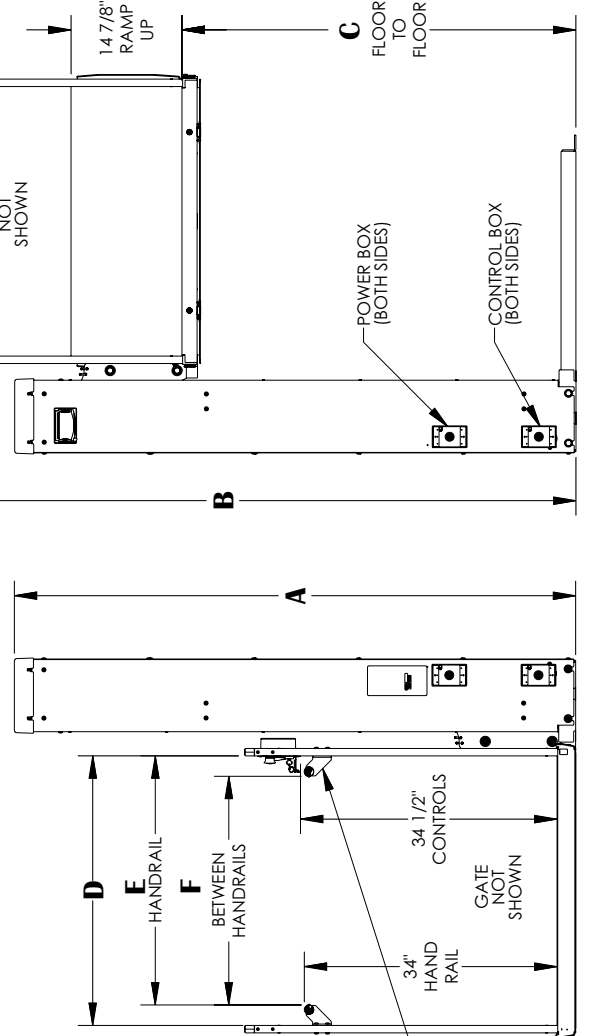 NOT
SHOWN
14 7/8"
RAMP
UP
C
FLOOR
TO
FLOOR
POWER BOX
(BOTH SIDES)
CONTROL BOX
(BOTH SIDES)
B
A
D
E
HANDRAIL
F
BETWEEN
HANDRAILS
34 1/2"
CONTROLS
34"
HAND
RAIL
GATE
NOT
SHOWN